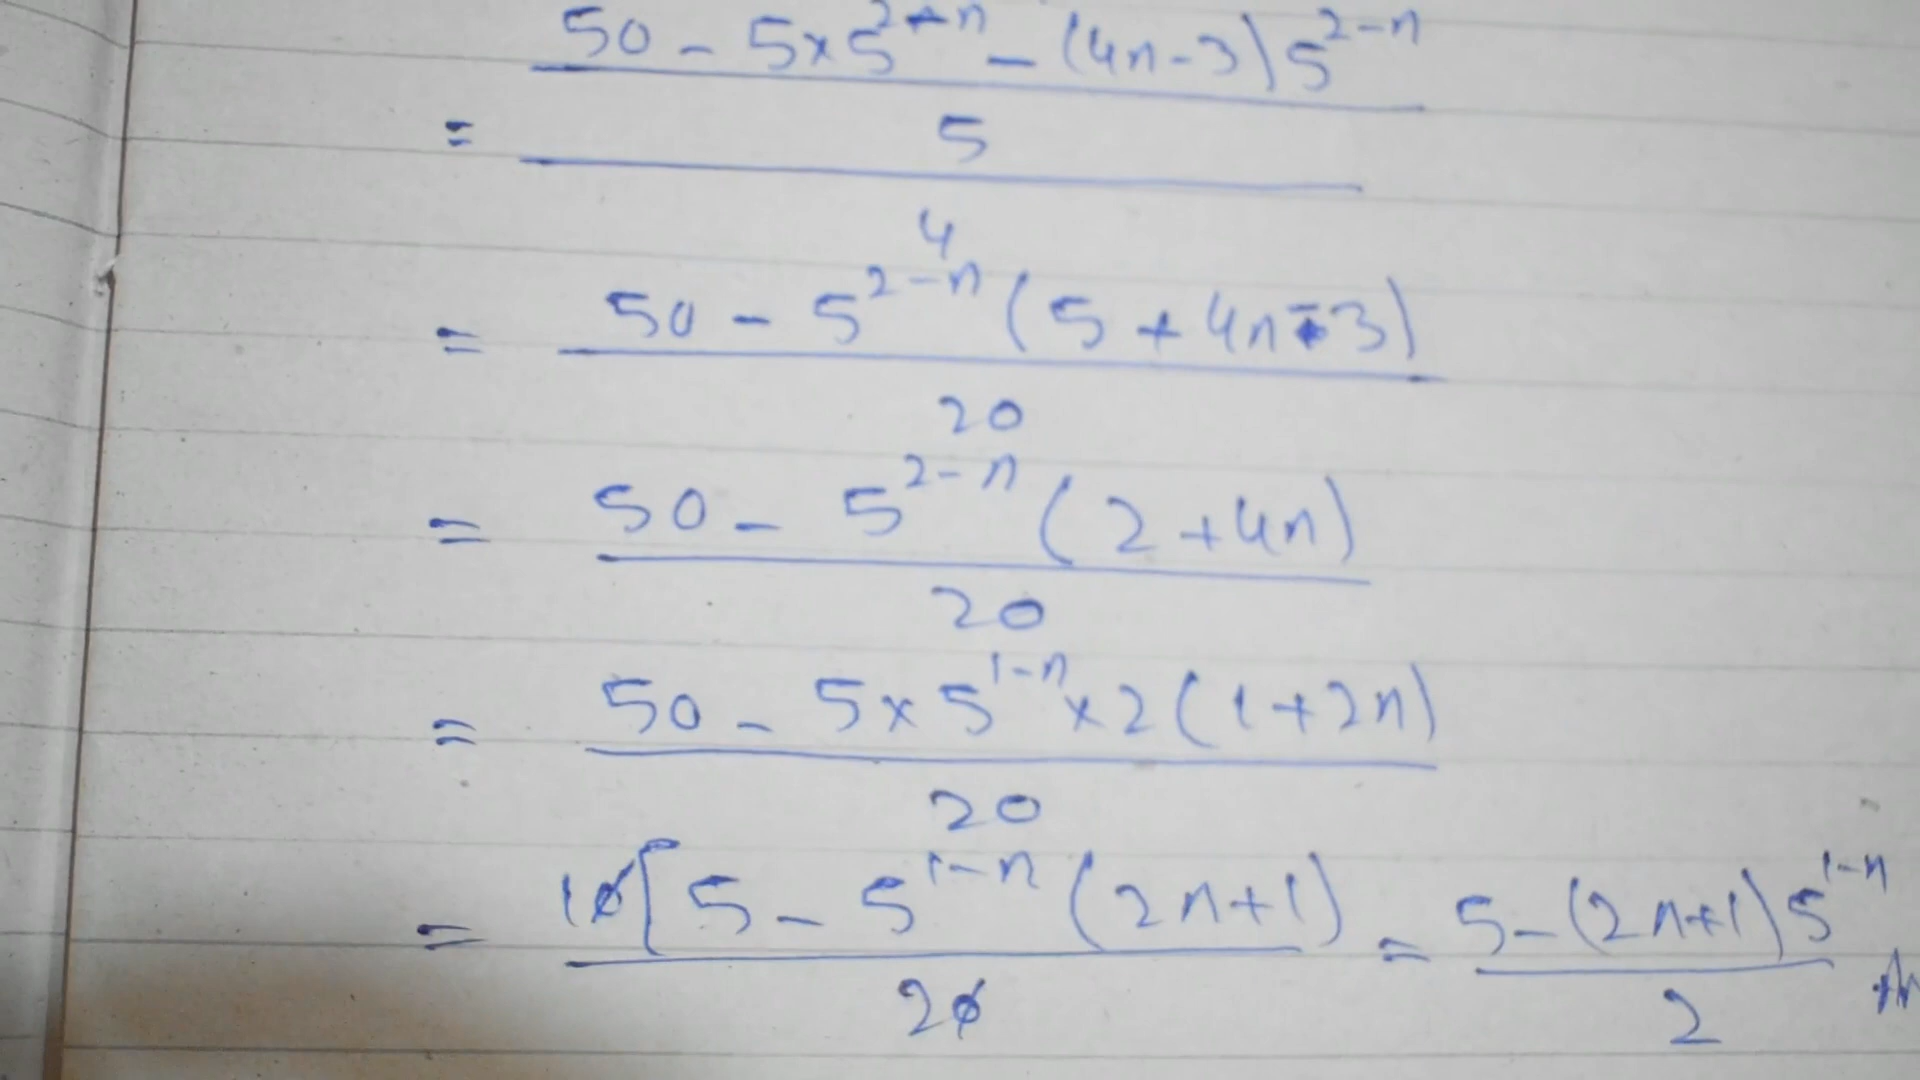 50 - 5×5^{2-n} - (4n-3)5^{2-n}
= 5
4
= 50 - 5^{2-n} (5 + 4n - 3)
20
= 50 - 5^{2-n} (2 + 4n)
20
= 50 - 5×5^{1-n}×2(1+2n)
20
= 10[5 - 5^{1-n} (2n+1) = 5-(2n+1)5^{1-n}
20 2